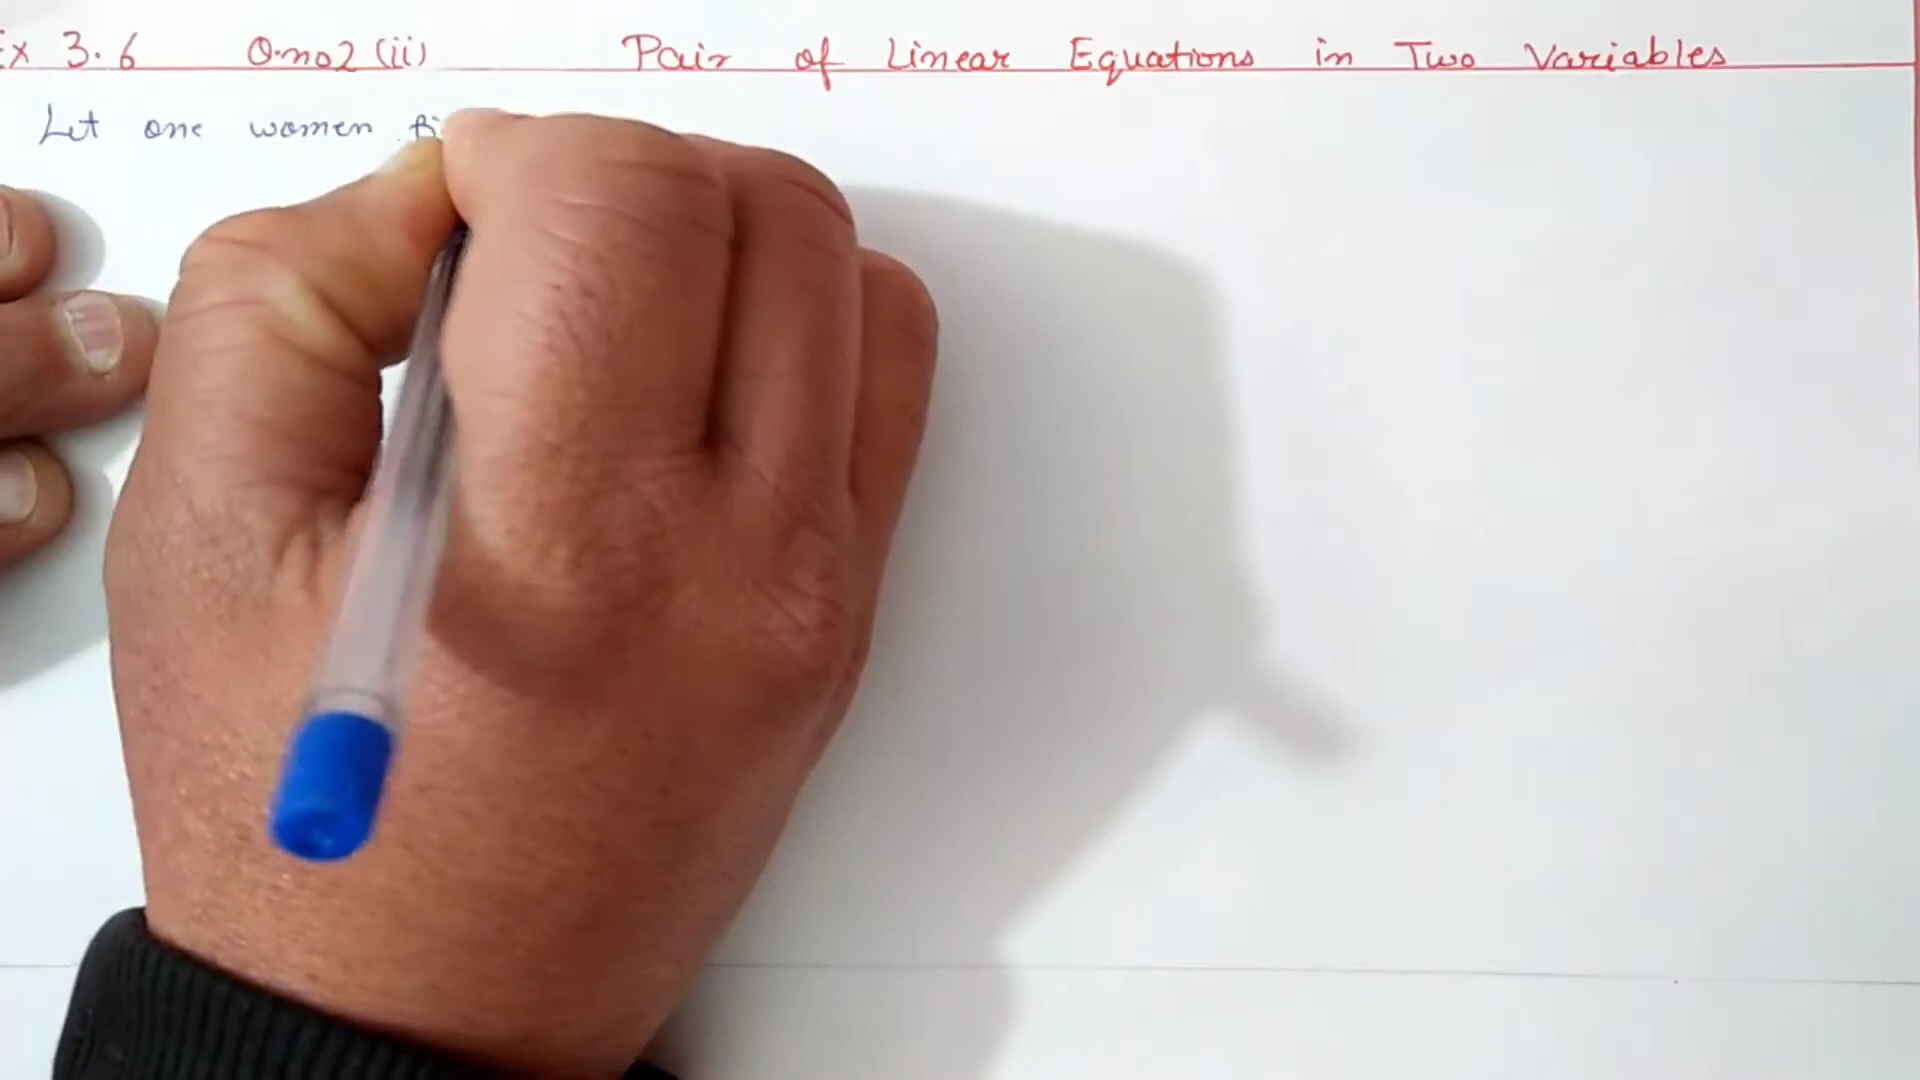 Ex 3.6 Q.no2 (ii) Pair of Linear Equations in Two Variables
Let one women